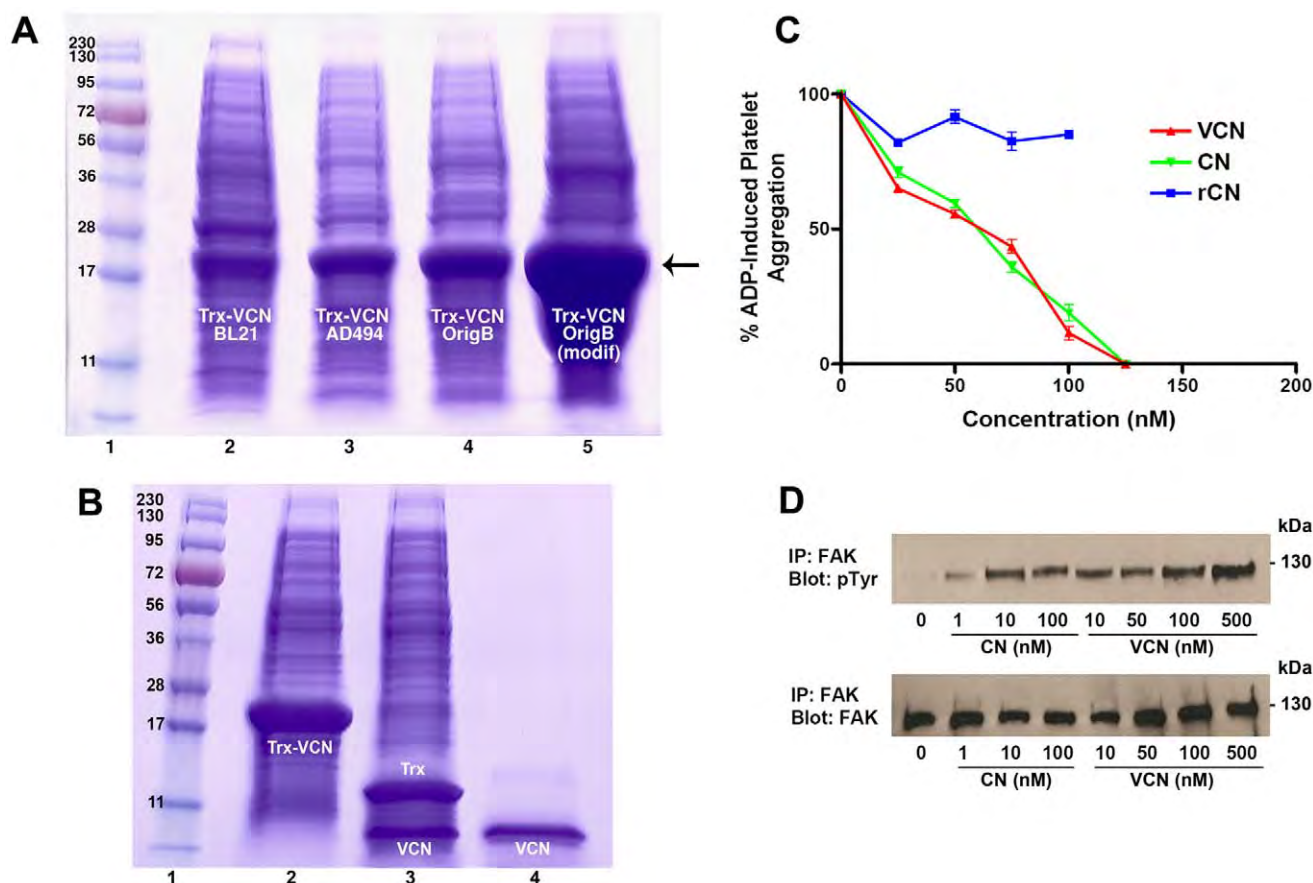 A
230
130
95
72
56
36
28
17
11
Trx-VCN
BL21
Trx-VCN
AD494
Trx-VCN
OrigB
Trx-VCN
OrigB
(modif)
←
1 2 3 4 5
B
230
130
95
72
56
36
28
17
11
Trx-VCN
Trx
VCN
VCN
1 2 3 4
C
% ADP-Induced Platelet
Aggregation
100
50
0
0 50 100 150 200
Concentration (nM)
VCN
CN
rCN
D
IP: FAK
Blot: pTyr
kDa
- 130
0 1 10 100 10 50 100 500
CN (nM) VCN (nM)
IP: FAK
Blot: FAK
kDa
- 130
0 1 10 100 10 50 100 500
CN (nM) VCN (nM)